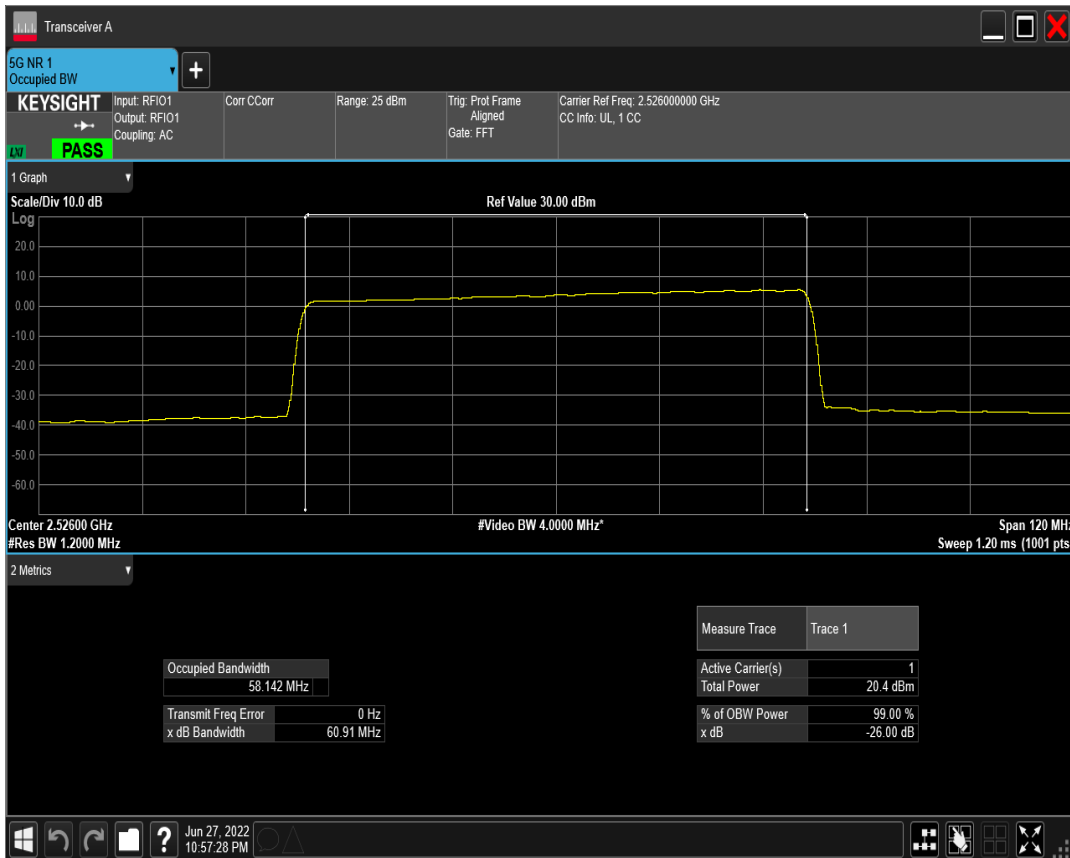 Transceiver A
5G NR 1
Occupied BW
+
KEYSIGHT
LXI
PASS
Input: RFIO1
Output: RFIO1
Coupling: AC
Corr CCorr
Range: 25 dBm
Trig: Prot Frame
Aligned
Gate: FFT
Carrier Ref Freq: 2.526000000 GHz
CC Info: UL, 1 CC
1 Graph
Scale/Div 10.0 dB
Ref Value 30.00 dBm
Log
20.0
10.0
0.00
-10.0
-20.0
-30.0
-40.0
-50.0
-60.0
Center 2.52600 GHz
#Video BW 4.0000 MHz*
Span 120 MHz
#Res BW 1.2000 MHz
Sweep 1.20 ms (1001 pts
2 Metrics
Measure Trace Trace 1
Occupied Bandwidth
58.142 MHz
Active Carrier(s) 1
Total Power 20.4 dBm
Transmit Freq Error 0 Hz
x dB Bandwidth 60.91 MHz
% of OBW Power 99.00 %
x dB -26.00 dB
?
Jun 27, 2022
10:57:28 PM